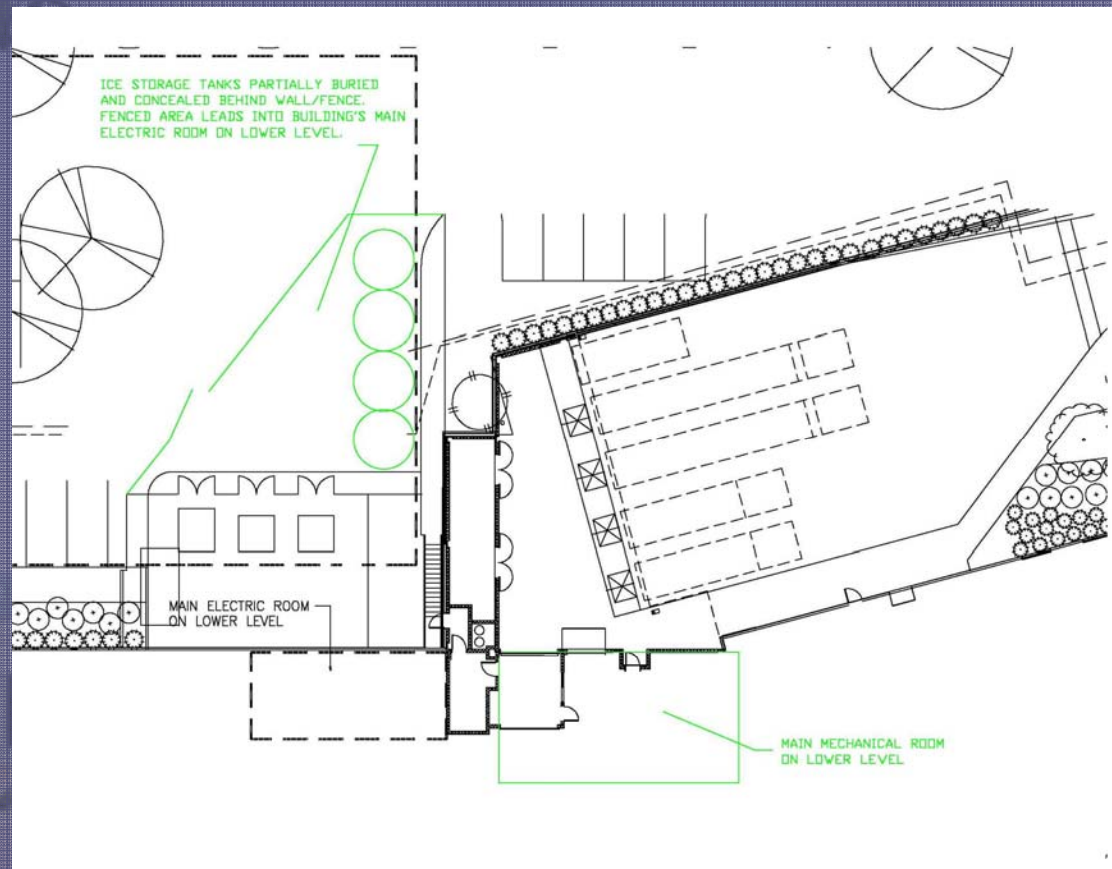 ICE STORAGE TANKS PARTIALLY BURIED
AND CONCEALED BEHIND WALL/FENCE.
FENCED AREA LEADS INTO BUILDING'S MAIN
ELECTRIC ROOM ON LOWER LEVEL.
MAIN ELECTRIC ROOM
ON LOWER LEVEL
MAIN MECHANICAL ROOM
ON LOWER LEVEL